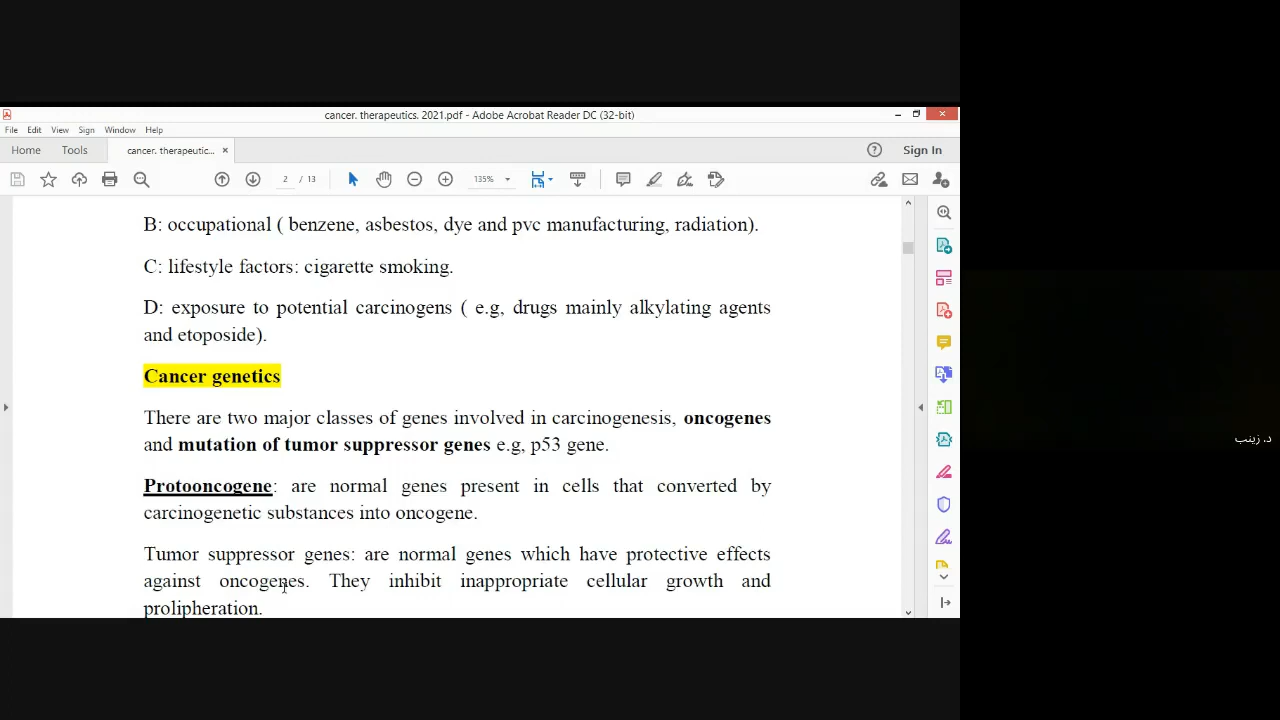 cancer. therapeutics. 2021.pdf - Adobe Acrobat Reader DC (32-bit)
File Edit View Sign Window Help
Home Tools cancer. therapeutic... × Sign In
2 / 13 135%
B: occupational ( benzene, asbestos, dye and pvc manufacturing, radiation).
C: lifestyle factors: cigarette smoking.
D: exposure to potential carcinogens ( e.g, drugs mainly alkylating agents
and etoposide).
Cancer genetics
There are two major classes of genes involved in carcinogenesis, oncogenes
and mutation of tumor suppressor genes e.g, p53 gene.
Protooncogene: are normal genes present in cells that converted by
carcinogenetic substances into oncogene.
Tumor suppressor genes: are normal genes which have protective effects
against oncogenes. They inhibit inappropriate cellular growth and
prolipheration.
د. زينب